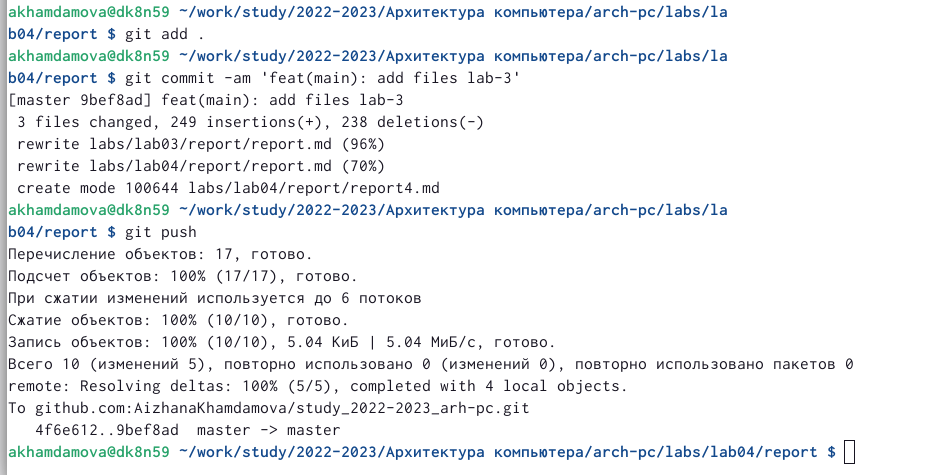 akhamdamova@dk8n59 ~/work/study/2022-2023/Архитектура компьютера/arch-pc/labs/la
b04/report $ git add .
akhamdamova@dk8n59 ~/work/study/2022-2023/Архитектура компьютера/arch-pc/labs/la
b04/report $ git commit -am 'feat(main): add files lab-3'
[master 9bef8ad] feat(main): add files lab-3
 3 files changed, 249 insertions(+), 238 deletions(-)
 rewrite labs/lab03/report/report.md (96%)
 rewrite labs/lab04/report/report.md (70%)
 create mode 100644 labs/lab04/report/report4.md
akhamdamova@dk8n59 ~/work/study/2022-2023/Архитектура компьютера/arch-pc/labs/la
b04/report $ git push
Перечисление объектов: 17, готово.
Подсчет объектов: 100% (17/17), готово.
При сжатии изменений используется до 6 потоков
Сжатие объектов: 100% (10/10), готово.
Запись объектов: 100% (10/10), 5.04 КиБ | 5.04 МиБ/с, готово.
Всего 10 (изменений 5), повторно использовано 0 (изменений 0), повторно использовано пакетов 0
remote: Resolving deltas: 100% (5/5), completed with 4 local objects.
To github.com:AizhanaKhamdamova/study_2022-2023_arh-pc.git
   4f6e612..9bef8ad  master -> master
akhamdamova@dk8n59 ~/work/study/2022-2023/Архитектура компьютера/arch-pc/labs/lab04/report $